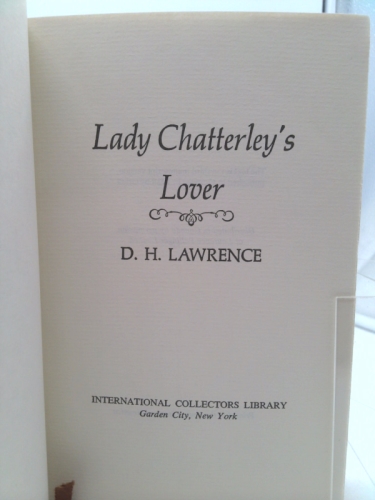 Lady Chatterley's
Lover
D. H. LAWRENCE
INTERNATIONAL COLLECTORS LIBRARY
Garden City, New York